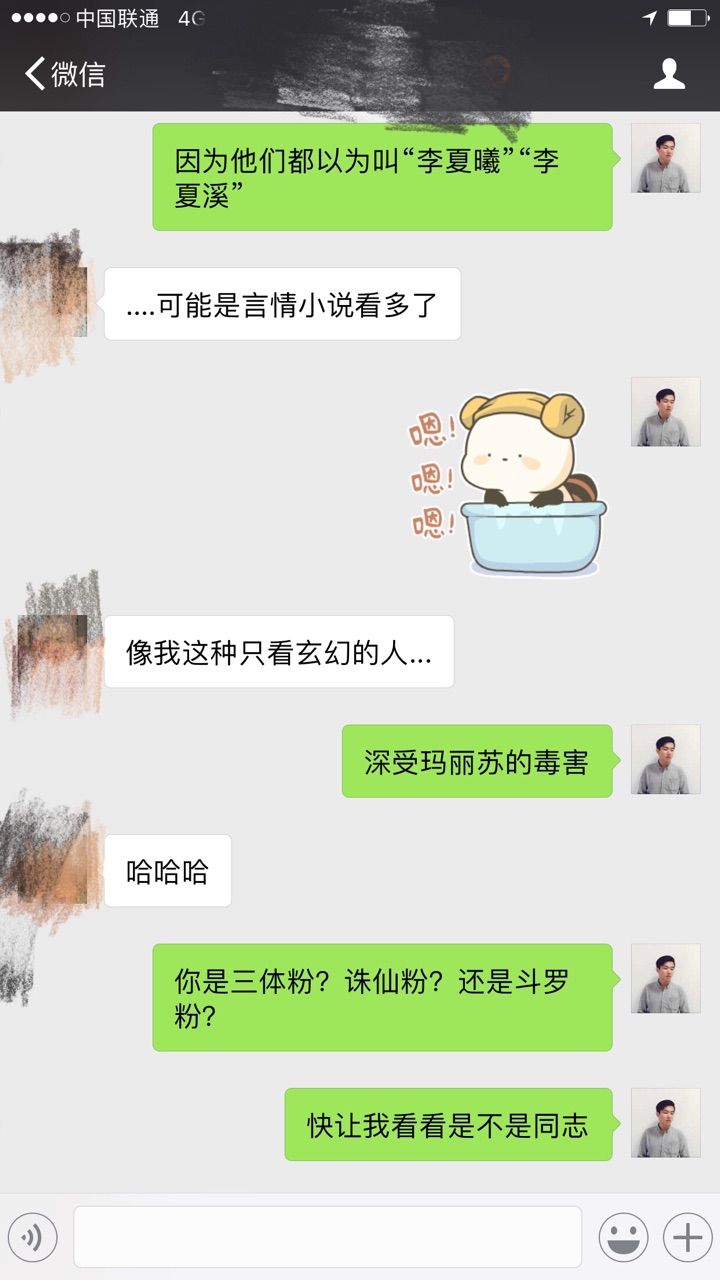 中国联通 4G
微信
因为他们都以为叫“李夏曦”“李
夏溪”
....可能是言情小说看多了
嗯!
嗯!
嗯!
像我这种只看玄幻的人...
深受玛丽苏的毒害
哈哈哈
你是三体粉？诛仙粉？还是斗罗
粉？
快让我看看是不是同志